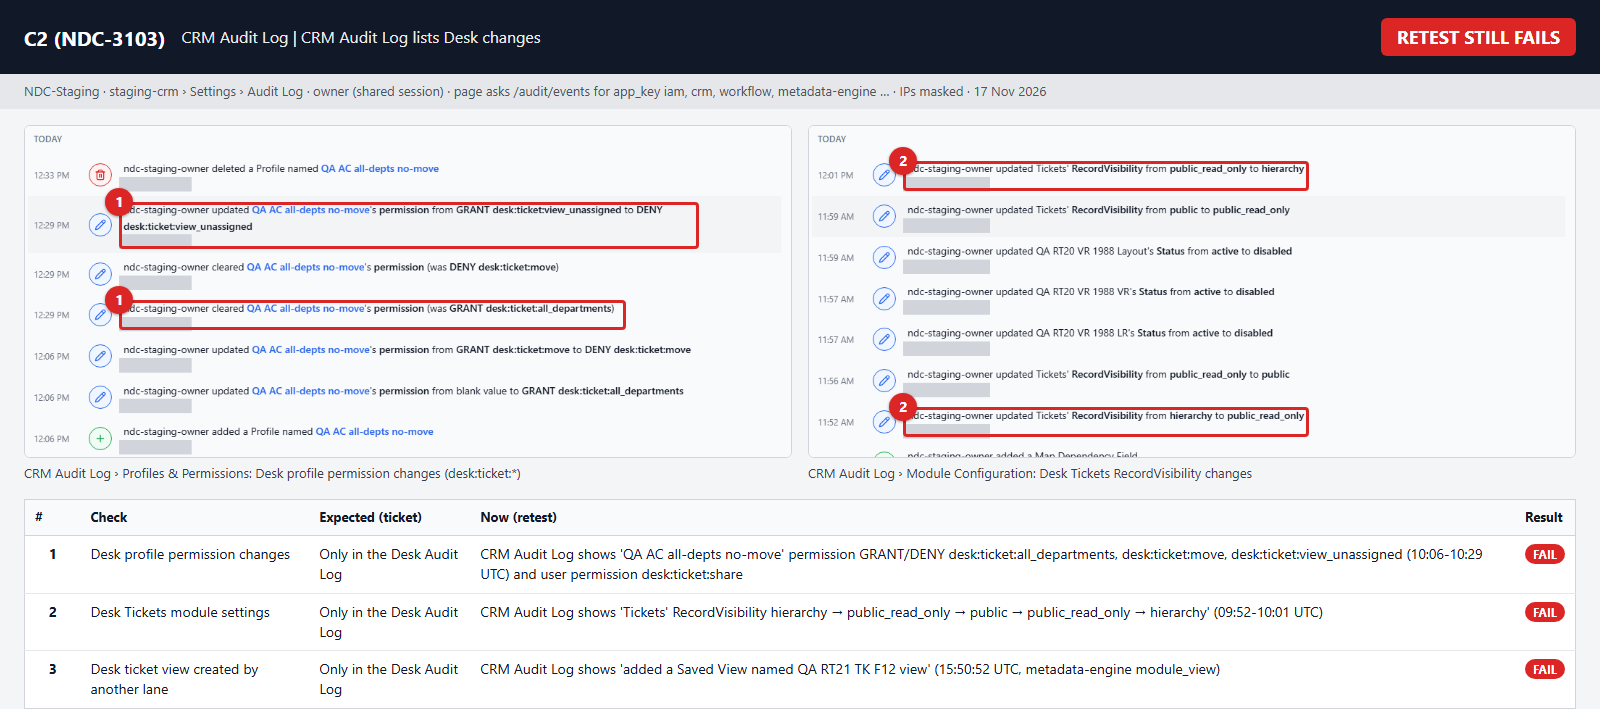 C2 (NDC-3103) CRM Audit Log | CRM Audit Log lists Desk changes RETEST STILL FAILS
NDC-Staging · staging-crm › Settings › Audit Log · owner (shared session) · page asks /audit/events for app_key iam, crm, workflow, metadata-engine ... · IPs masked · 17 Nov 2026
TODAY
12:33 PM ndc-staging-owner deleted a Profile named QA AC all-depts no-move
1
12:29 PM ndc-staging-owner updated QA AC all-depts no-move's permission from GRANT desk:ticket:view_unassigned to DENY
desk:ticket:view_unassigned
12:29 PM ndc-staging-owner cleared QA AC all-depts no-move's permission (was DENY desk:ticket:move)
1
12:29 PM ndc-staging-owner cleared QA AC all-depts no-move's permission (was GRANT desk:ticket:all_departments)
12:06 PM ndc-staging-owner updated QA AC all-depts no-move's permission from GRANT desk:ticket:move to DENY desk:ticket:move
12:06 PM ndc-staging-owner updated QA AC all-depts no-move's permission from blank value to GRANT desk:ticket:all_departments
12:06 PM ndc-staging-owner added a Profile named QA AC all-depts no-move
CRM Audit Log › Profiles & Permissions: Desk profile permission changes (desk:ticket:*)
TODAY
2
12:01 PM ndc-staging-owner updated Tickets' RecordVisibility from public_read_only to hierarchy
11:59 AM ndc-staging-owner updated Tickets' RecordVisibility from public to public_read_only
11:59 AM ndc-staging-owner updated QA RT20 VR 1988 Layout's Status from active to disabled
11:57 AM ndc-staging-owner updated QA RT20 VR 1988 VR's Status from active to disabled
11:57 AM ndc-staging-owner updated QA RT20 VR 1988 LR's Status from active to disabled
11:56 AM ndc-staging-owner updated Tickets' RecordVisibility from public_read_only to public
2
11:52 AM ndc-staging-owner updated Tickets' RecordVisibility from hierarchy to public_read_only
ndc-staging-owner added a Map Dependency Field
CRM Audit Log › Module Configuration: Desk Tickets RecordVisibility changes
# Check Expected (ticket) Now (retest) Result
1 Desk profile permission changes Only in the Desk Audit Log CRM Audit Log shows 'QA AC all-depts no-move' permission GRANT/DENY desk:ticket:all_departments, desk:ticket:move, desk:ticket:view_unassigned (10:06-10:29 UTC) and user permission desk:ticket:share FAIL
2 Desk Tickets module settings Only in the Desk Audit Log CRM Audit Log shows 'Tickets' RecordVisibility hierarchy → public_read_only → public → public_read_only → hierarchy' (09:52-10:01 UTC) FAIL
3 Desk ticket view created by another lane Only in the Desk Audit Log CRM Audit Log shows 'added a Saved View named QA RT21 TK F12 view' (15:50:52 UTC, metadata-engine module_view) FAIL